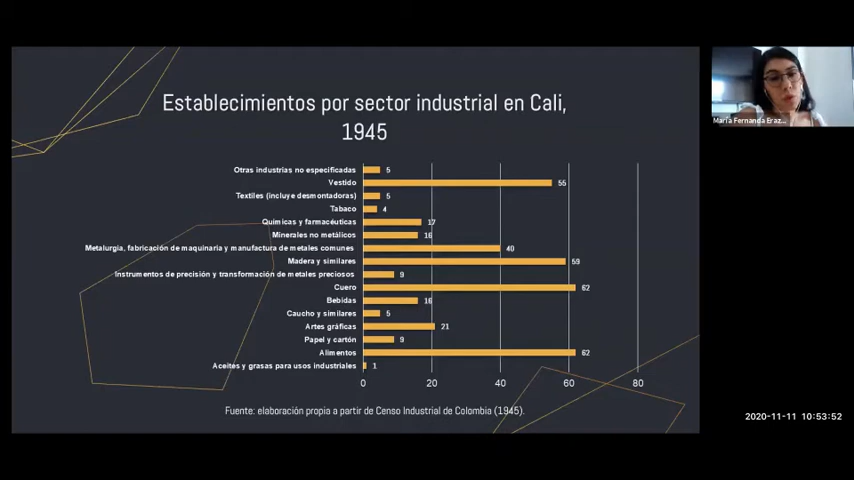 Establecimientos por sector industrial en Cali,
1945
Otras industrias no especificadas 5
Vestido 55
Textiles (incluye desmontadoras) 5
Tabaco 4
Químicas y farmacéuticas 17
Minerales no metálicos 16
Metalurgia, fabricación de maquinaria y manufactura de metales comunes 40
Madera y similares 59
Instrumentos de precisión y transformación de metales preciosos 9
Cuero 62
Bebidas 16
Caucho y similares 5
Artes gráficas 21
Papel y cartón 9
Alimentos 62
Aceites y grasas para usos industriales 1
0 20 40 60 80
Fuente: elaboración propia a partir de Censo Industrial de Colombia (1945).
María Fernanda Eraz...
2020-11-11 10:53:52